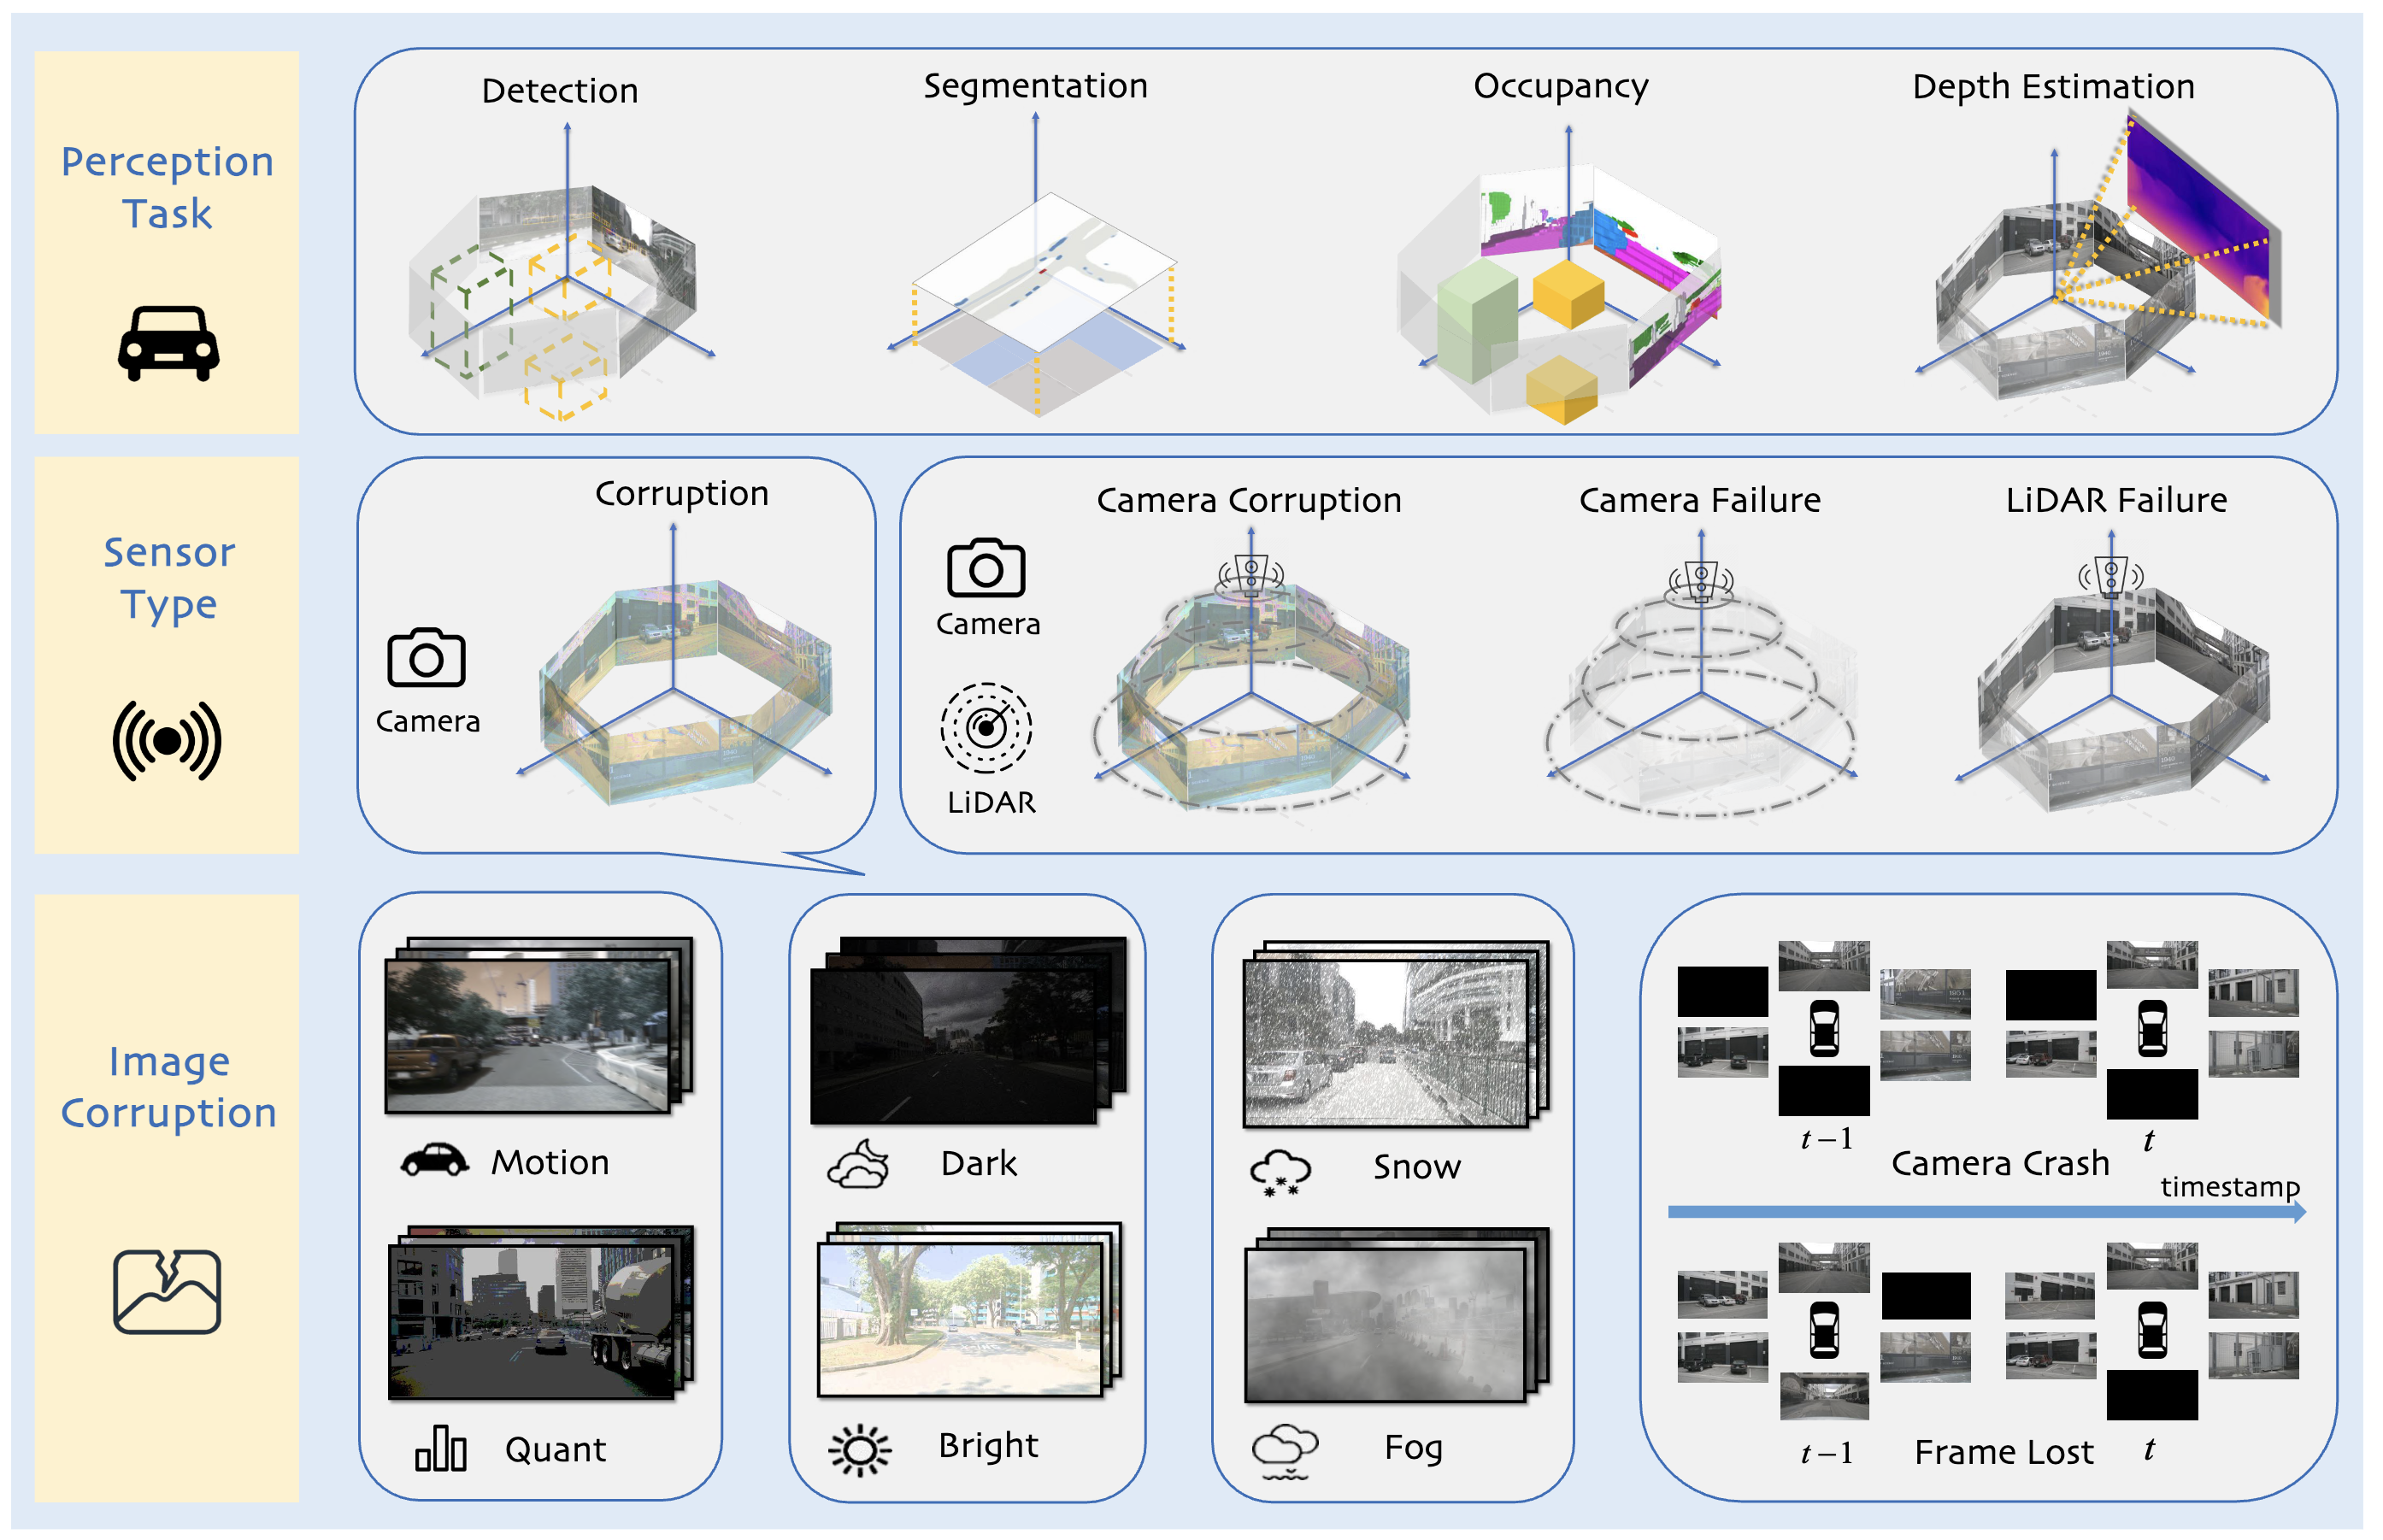 Perception
Task
Detection
Segmentation
Occupancy
Depth Estimation
Sensor
Type
Corruption
Camera
Camera Corruption
Camera Failure
LiDAR Failure
Camera
LiDAR
Image
Corruption
Motion
Dark
Snow
Quant
Bright
Fog
t −1
t
Camera Crash
timestamp
t −1
Frame Lost
t